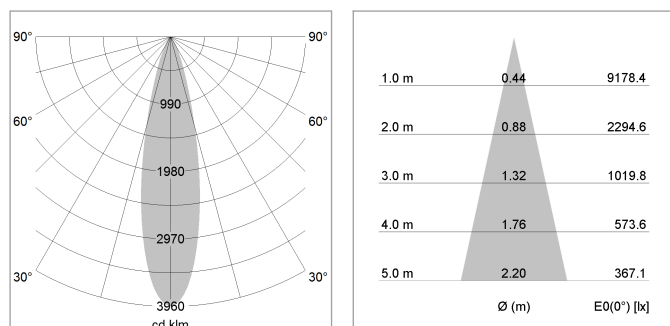 90° 90°
990
60° 60°
1980
2970
30° 30°
3960
cd klm
1.0 m 0.44 9178.4
2.0 m 0.88 2294.6
3.0 m 1.32 1019.8
4.0 m 1.76 573.6
5.0 m 2.20 367.1
Ø (m) E0(0°) [lx]